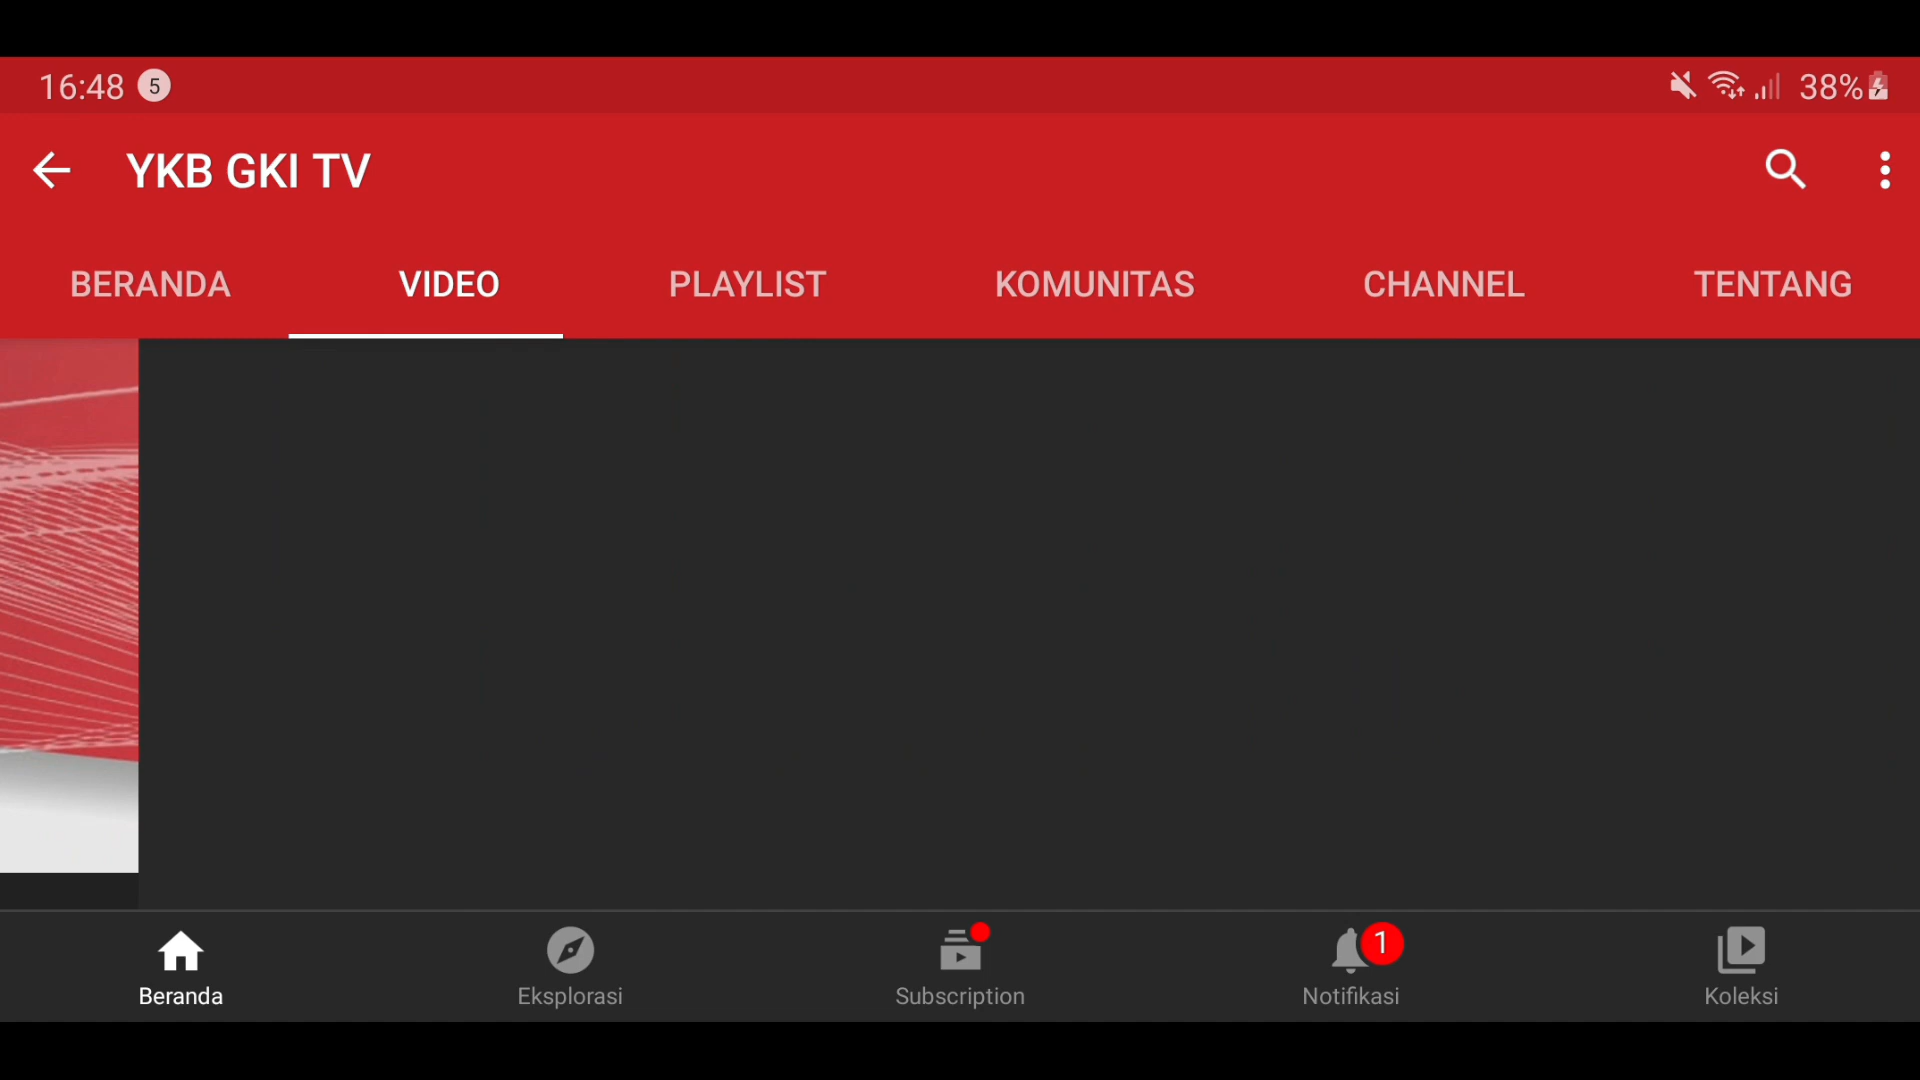 16:48 5 38%
YKB GKI TV
BERANDA VIDEO PLAYLIST KOMUNITAS CHANNEL TENTANG
1
Beranda Eksplorasi Subscription Notifikasi Koleksi